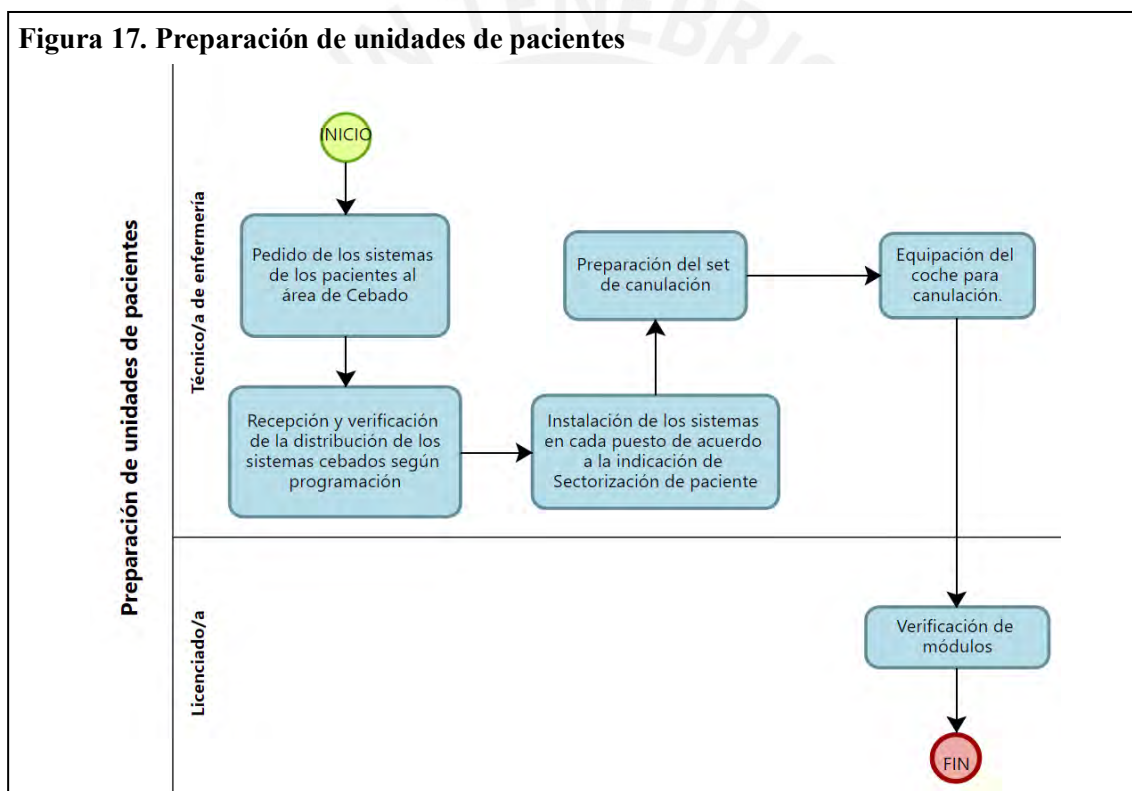 Figura 17. Preparación de unidades de pacientes
IN TENEBRIS
Preparación de unidades de pacientes
Técnico/a de enfermería
INICIO
Pedido de los sistemas
de los pacientes al
área de Cebado
Recepción y verificación
de la distribución de los
sistemas cebados según
programación
Instalación de los sistemas
en cada puesto de acuerdo
a la indicación de
Sectorización de paciente
Preparación del set
de canulación
Equipación del
coche para
canulación.
Licenciado/a
Verificación de
módulos
FIN